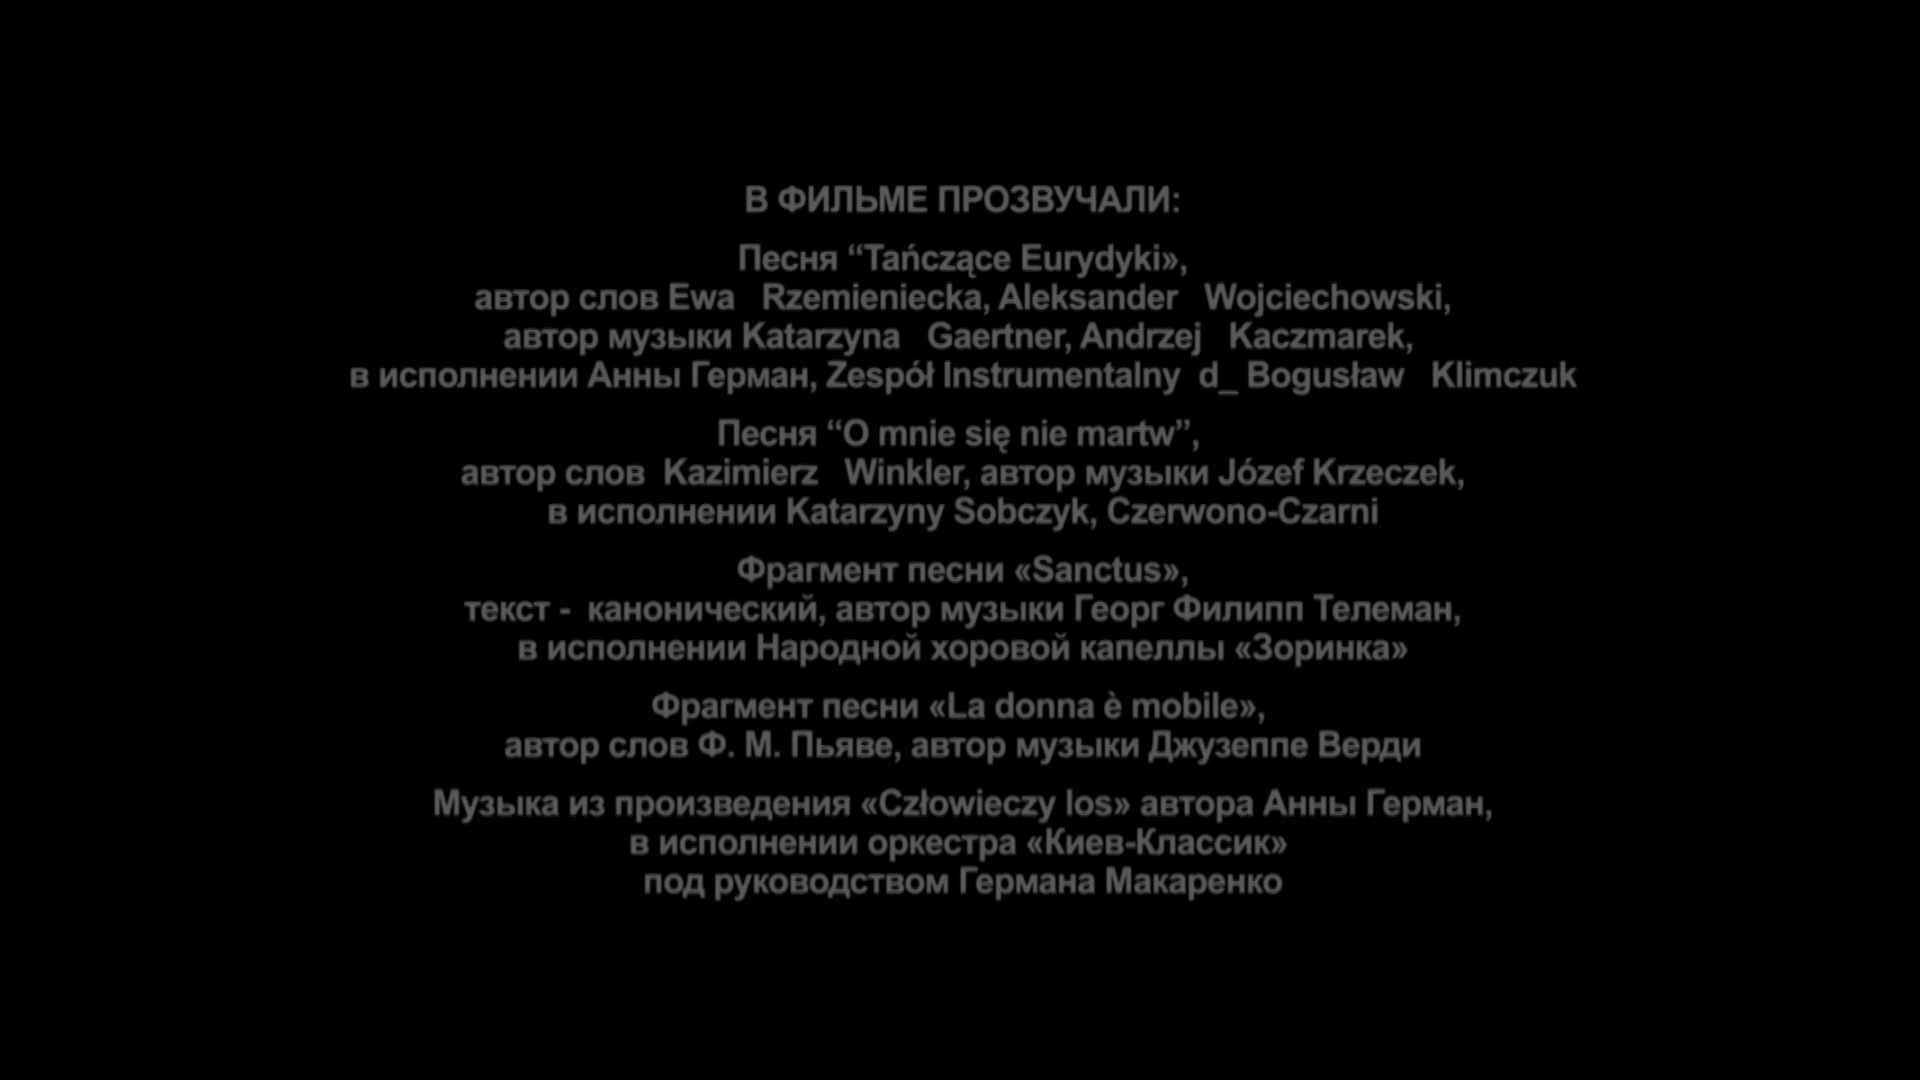 В ФИЛЬМЕ ПРОЗВУЧАЛИ:
Песня “Tańczące Eurydyki»,
автор слов Ewa Rzemieniecka, Aleksander Wojciechowski,
автор музыки Katarzyna Gaertner, Andrzej Kaczmarek,
в исполнении Анны Герман, Zespół Instrumentalny d_ Bogusław Klimczuk
Песня “O mnie się nie martw”,
автор слов Kazimierz Winkler, автор музыки Józef Krzeczek,
в исполнении Katarzyny Sobczyk, Czerwono-Czarni
Фрагмент песни «Sanctus»,
текст - канонический, автор музыки Георг Филипп Телеман,
в исполнении Народной хоровой капеллы «Зоринка»
Фрагмент песни «La donna è mobile»,
автор слов Ф. М. Пьяве, автор музыки Джузеппе Верди
Музыка из произведения «Człowieczy los» автора Анны Герман,
в исполнении оркестра «Киев-Классик»
под руководством Германа Макаренко